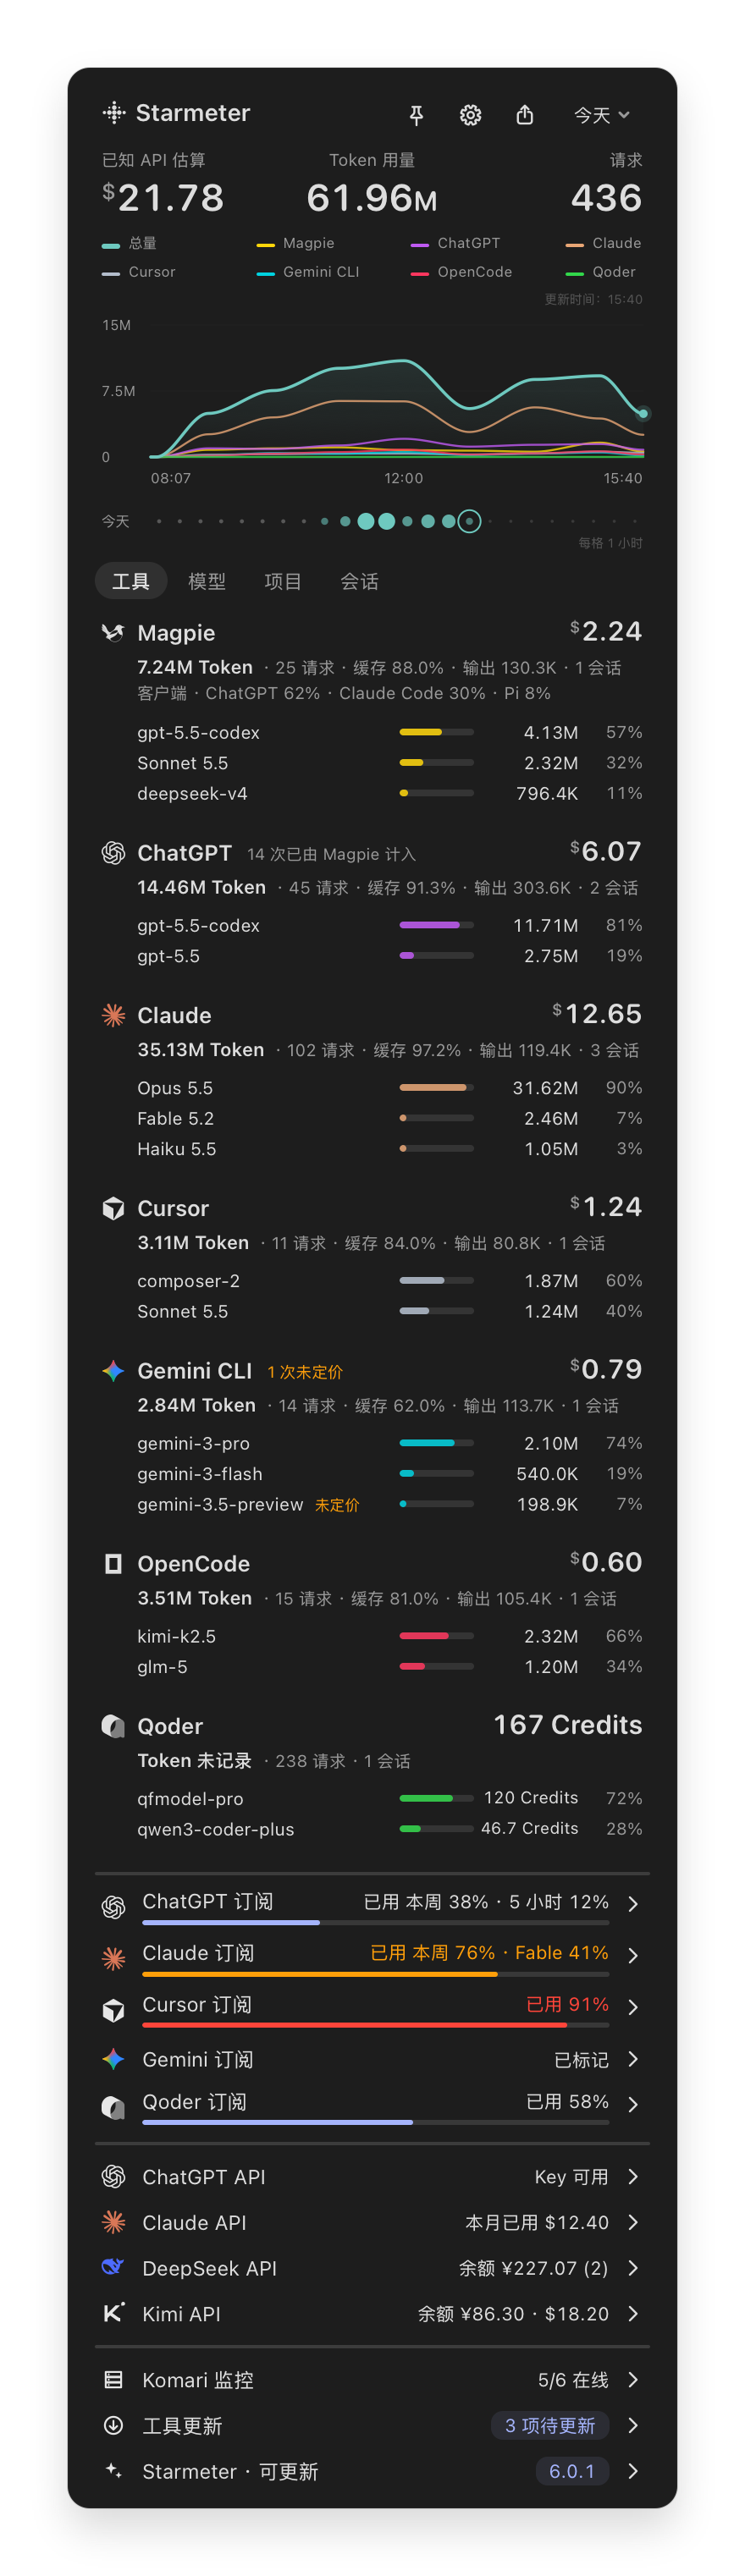 Starmeter 今天
已知 API 估算 Token 用量 请求
$21.78 61.96M 436
总量 Magpie ChatGPT Claude
Cursor Gemini CLI OpenCode Qoder
更新时间：15:40
15M
7.5M
0
08:07 12:00 15:40
今天
每格 1 小时
工具 模型 项目 会话
Magpie $2.24
7.24M Token · 25 请求 · 缓存 88.0% · 输出 130.3K · 1 会话
客户端 · ChatGPT 62% · Claude Code 30% · Pi 8%
gpt-5.5-codex 4.13M 57%
Sonnet 5.5 2.32M 32%
deepseek-v4 796.4K 11%
ChatGPT 14 次已由 Magpie 计入 $6.07
14.46M Token · 45 请求 · 缓存 91.3% · 输出 303.6K · 2 会话
gpt-5.5-codex 11.71M 81%
gpt-5.5 2.75M 19%
Claude $12.65
35.13M Token · 102 请求 · 缓存 97.2% · 输出 119.4K · 3 会话
Opus 5.5 31.62M 90%
Fable 5.2 2.46M 7%
Haiku 5.5 1.05M 3%
Cursor $1.24
3.11M Token · 11 请求 · 缓存 84.0% · 输出 80.8K · 1 会话
composer-2 1.87M 60%
Sonnet 5.5 1.24M 40%
Gemini CLI 1 次未定价 $0.79
2.84M Token · 14 请求 · 缓存 62.0% · 输出 113.7K · 1 会话
gemini-3-pro 2.10M 74%
gemini-3-flash 540.0K 19%
gemini-3.5-preview 未定价 198.9K 7%
OpenCode $0.60
3.51M Token · 15 请求 · 缓存 81.0% · 输出 105.4K · 1 会话
kimi-k2.5 2.32M 66%
glm-5 1.20M 34%
Qoder 167 Credits
Token 未记录 · 238 请求 · 1 会话
qfmodel-pro 120 Credits 72%
qwen3-coder-plus 46.7 Credits 28%
ChatGPT 订阅 已用 本周 38% · 5 小时 12%
Claude 订阅 已用 本周 76% · Fable 41%
Cursor 订阅 已用 91%
Gemini 订阅 已标记
Qoder 订阅 已用 58%
ChatGPT API Key 可用
Claude API 本月已用 $12.40
DeepSeek API 余额 ¥227.07 (2)
Kimi API 余额 ¥86.30 · $18.20
Komari 监控 5/6 在线
工具更新 3 项待更新
Starmeter · 可更新 6.0.1